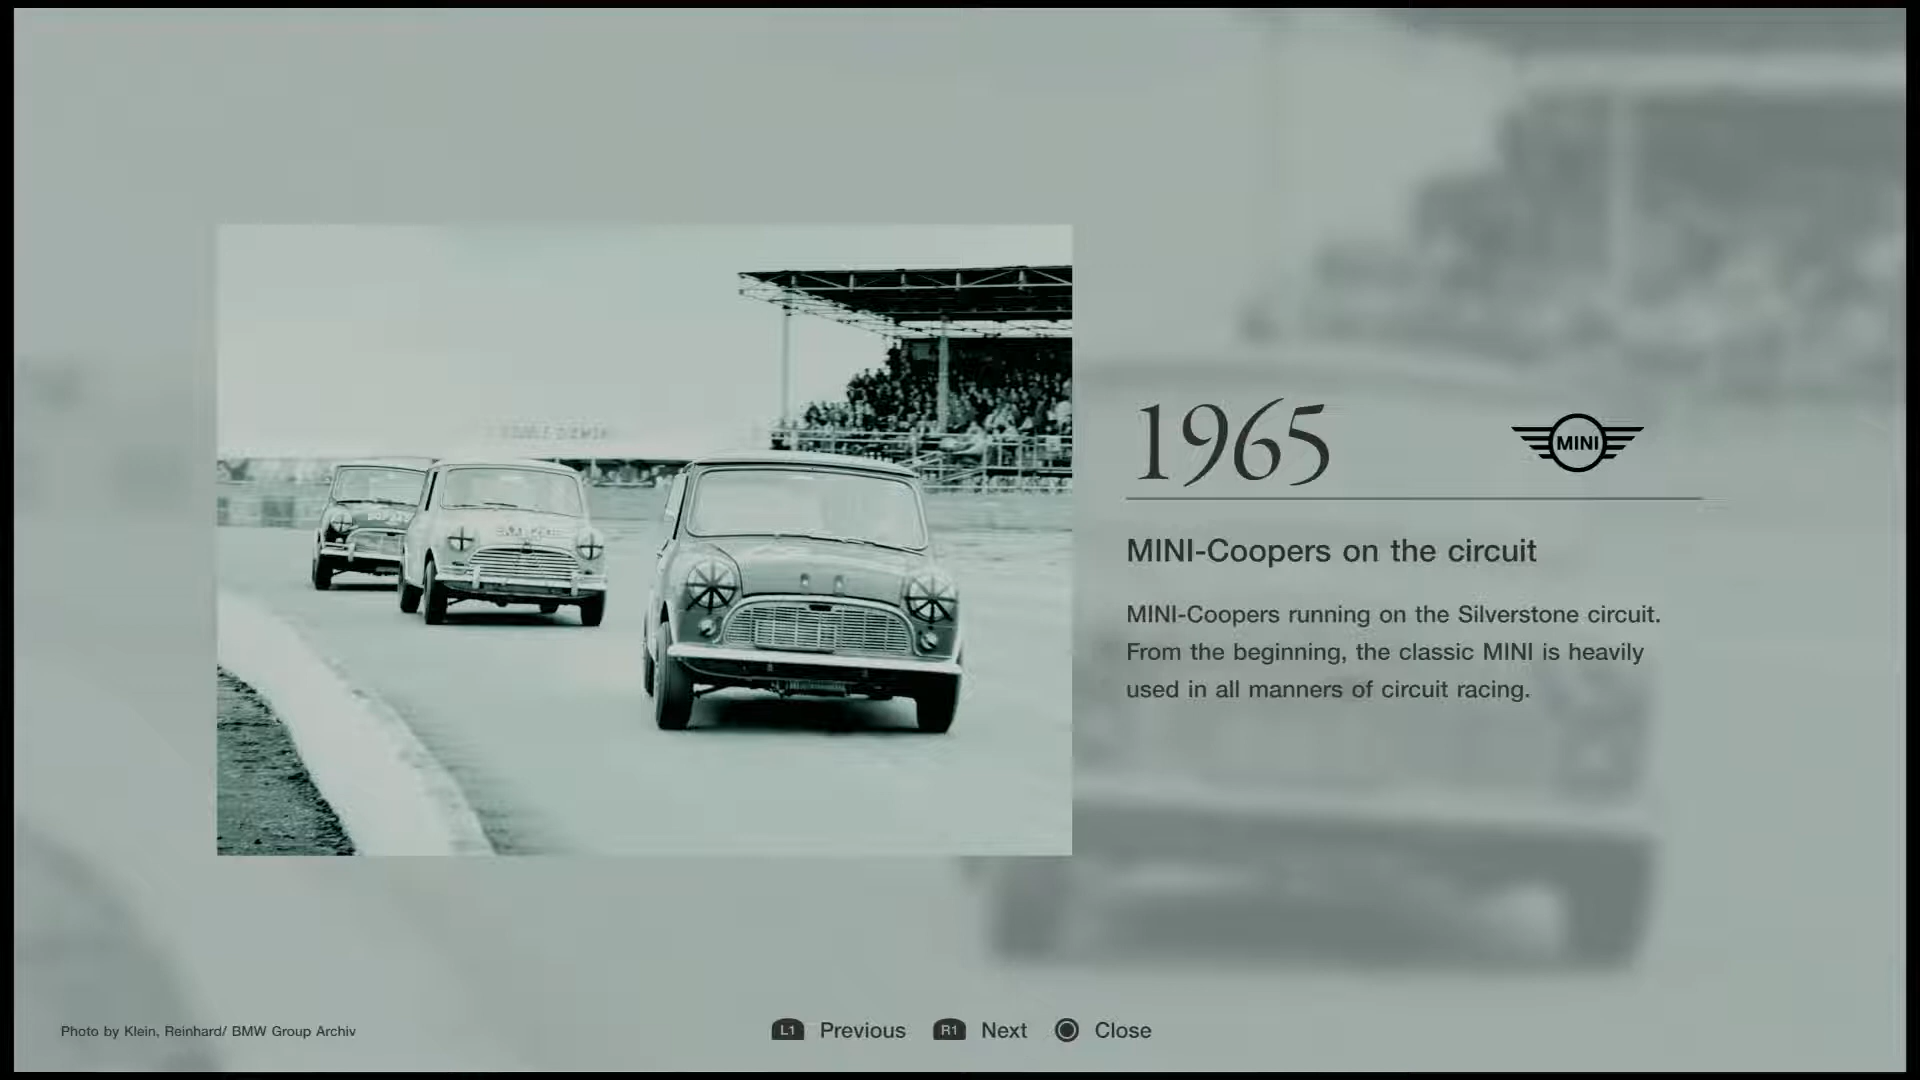 1965
MINI
MINI-Coopers on the circuit
MINI-Coopers running on the Silverstone circuit.
From the beginning, the classic MINI is heavily
used in all manners of circuit racing.
Photo by Klein, Reinhard/ BMW Group Archiv
L1 Previous R1 Next Close